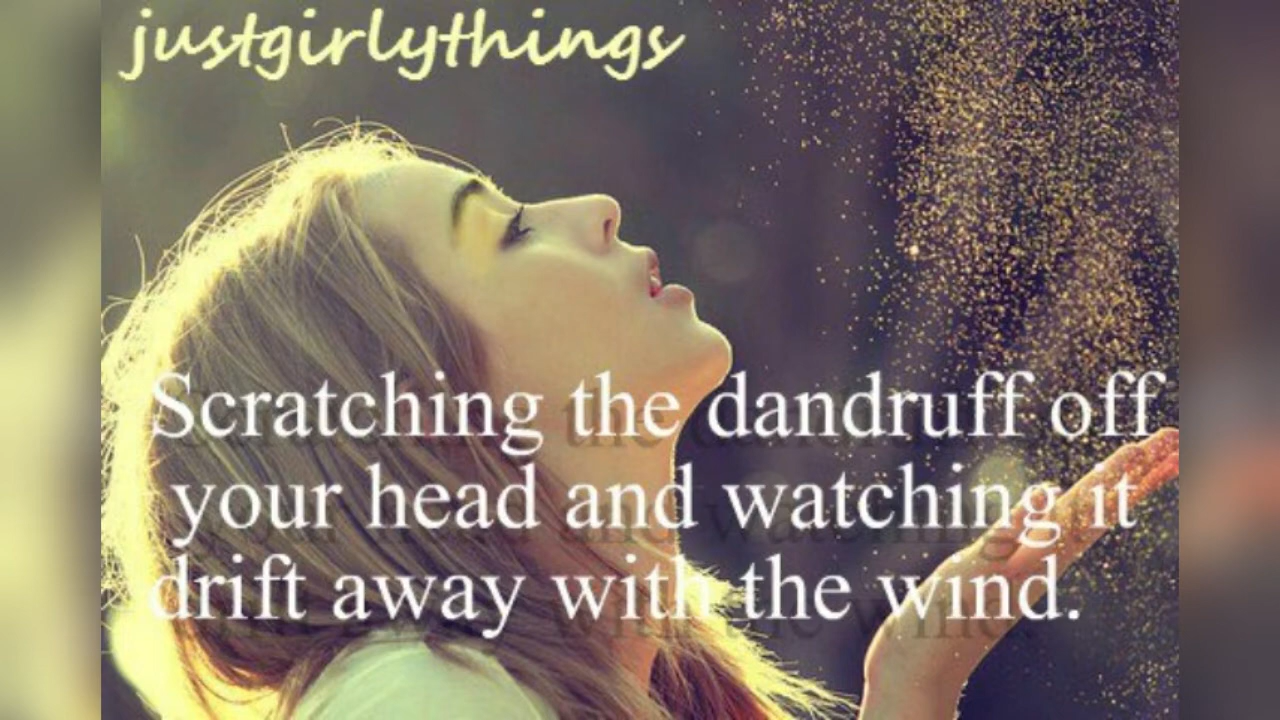 justgirlythings
Scratching the dandruff off
your head and watching it
drift away with the wind.